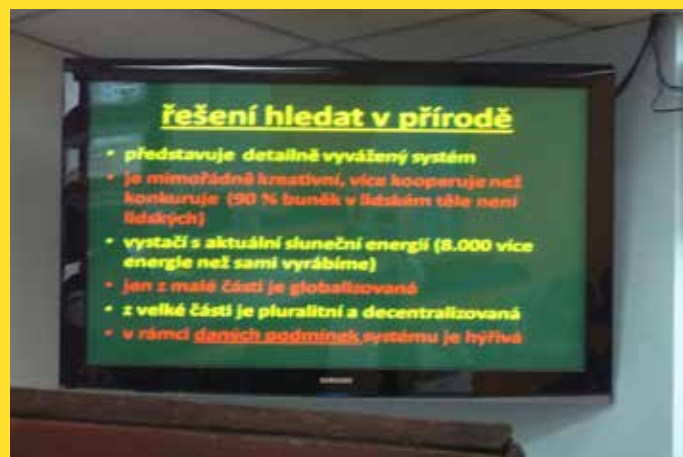 řešení hledat v přírodě
• představuje detailně vyvážený systém
• je mimořádně kreativní, více kooperuje než
konkuruje (90 % buněk v lidském těle není
lidských)
• vystačí s aktuální sluneční energií (8.000 více
energie než sami vyrábíme)
• jen z malé části je globalizovaná
• z velké části je pluralitní a decentralizovaná
• v rámci daných podmínek systému je hýřivá
SAMSUNG